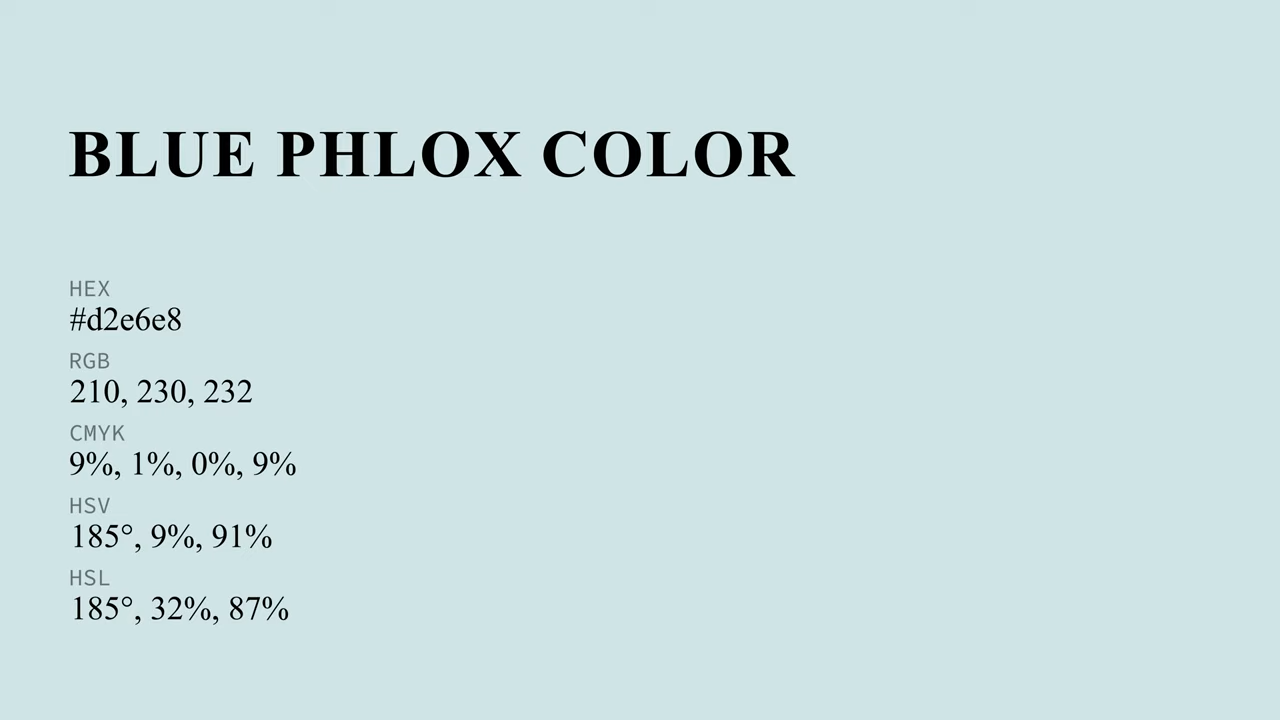 BLUE PHLOX COLOR
HEX
#d2e6e8
RGB
210, 230, 232
CMYK
9%, 1%, 0%, 9%
HSV
185°, 9%, 91%
HSL
185°, 32%, 87%